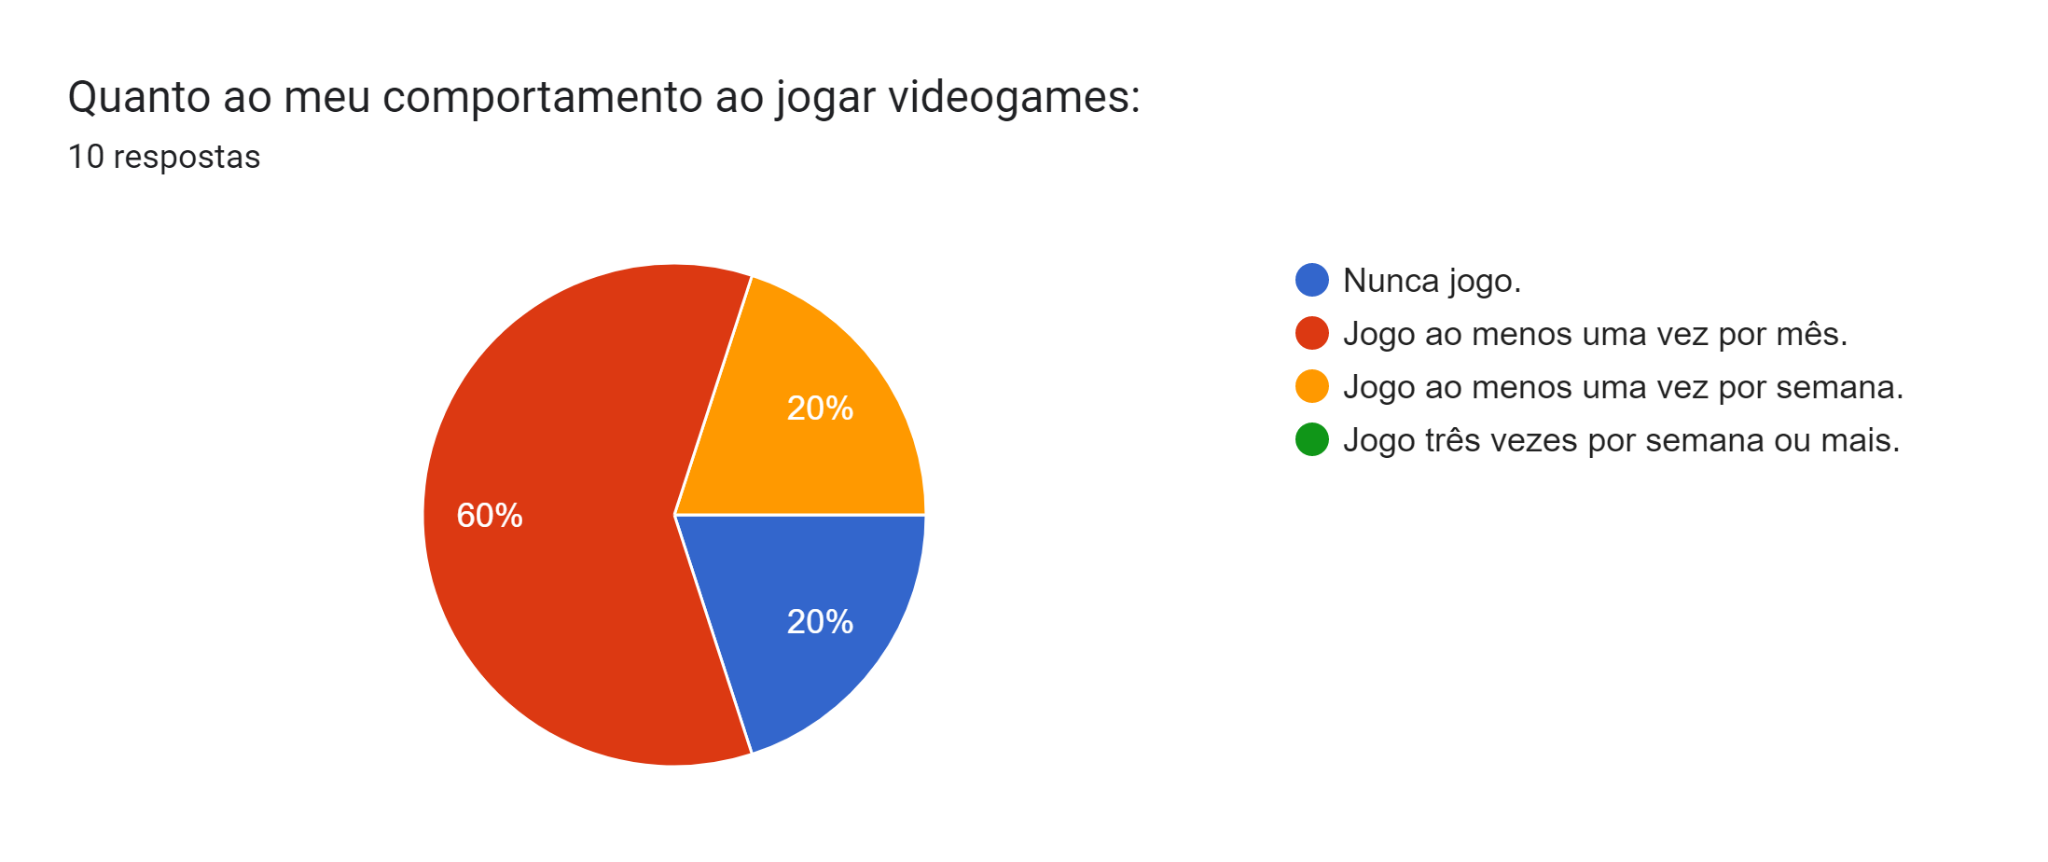 Quanto ao meu comportamento ao jogar videogames:
10 respostas
20%
60%
20%
Nunca jogo.
Jogo ao menos uma vez por mês.
Jogo ao menos uma vez por semana.
Jogo três vezes por semana ou mais.